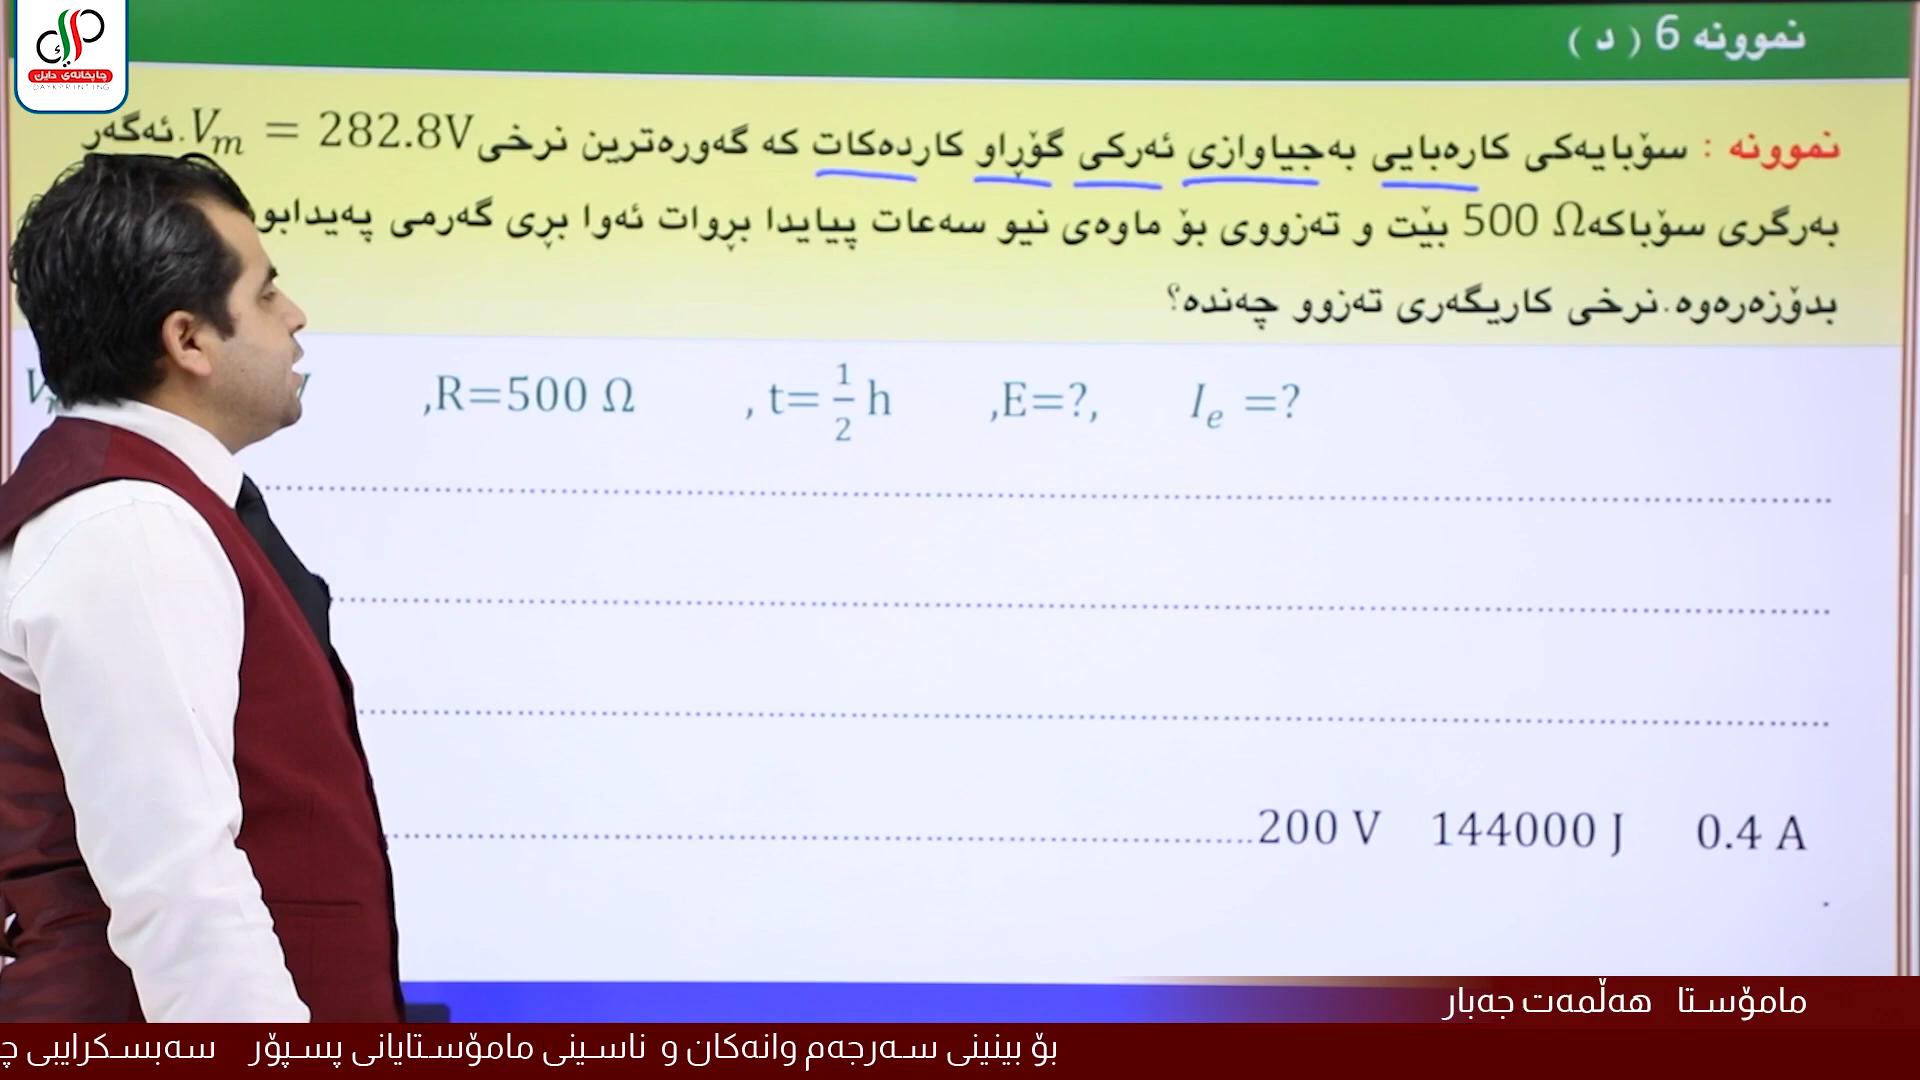 چاپخانەی دایک
DAYK PRINTING
نموونە 6 ( د )
نموونە : سۆبایەکی کارەبایی بەجیاوازی ئەرکی گۆڕاو کاردەکات کە گەورەترین نرخی Vₘ = 282.8V .ئەگەر
بەرگری سۆباکە 500 Ω بێت و تەزووی بۆ ماوەی نیو سەعات پیایدا بڕوات ئەوا بڕی گەرمی پەیدابو
بدۆزەرەوە.نرخی کاریگەری تەزوو چەندە؟
,R=500 Ω , t= 1/2 h ,E=?, Iₑ =?
200 V 144000 J 0.4 A
مامۆستا هەڵمەت جەبار
بۆ بینینی سەرجەم وانەکان و ناسینی مامۆستایانی پسپۆر سەبسکرایبی چ